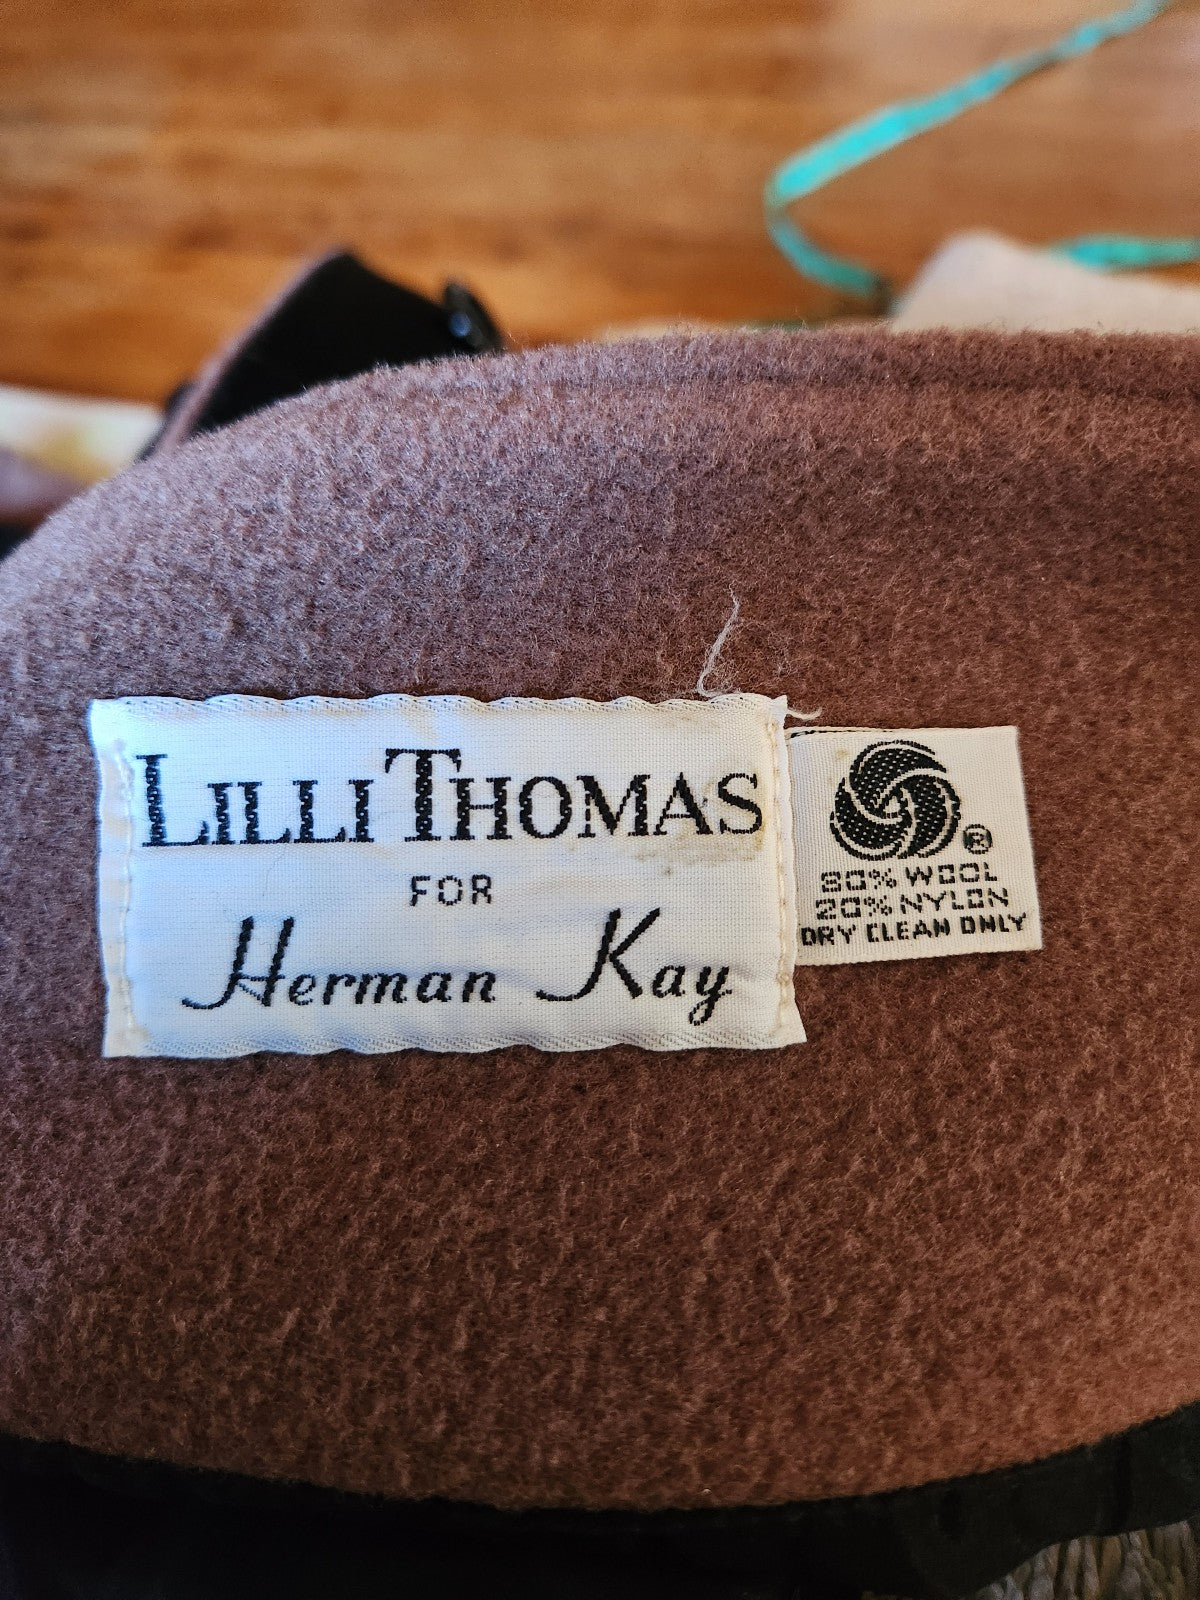 LILLI THOMAS
FOR
Herman Kay
®
80% WOOL
20% NYLON
DRY CLEAN ONLY